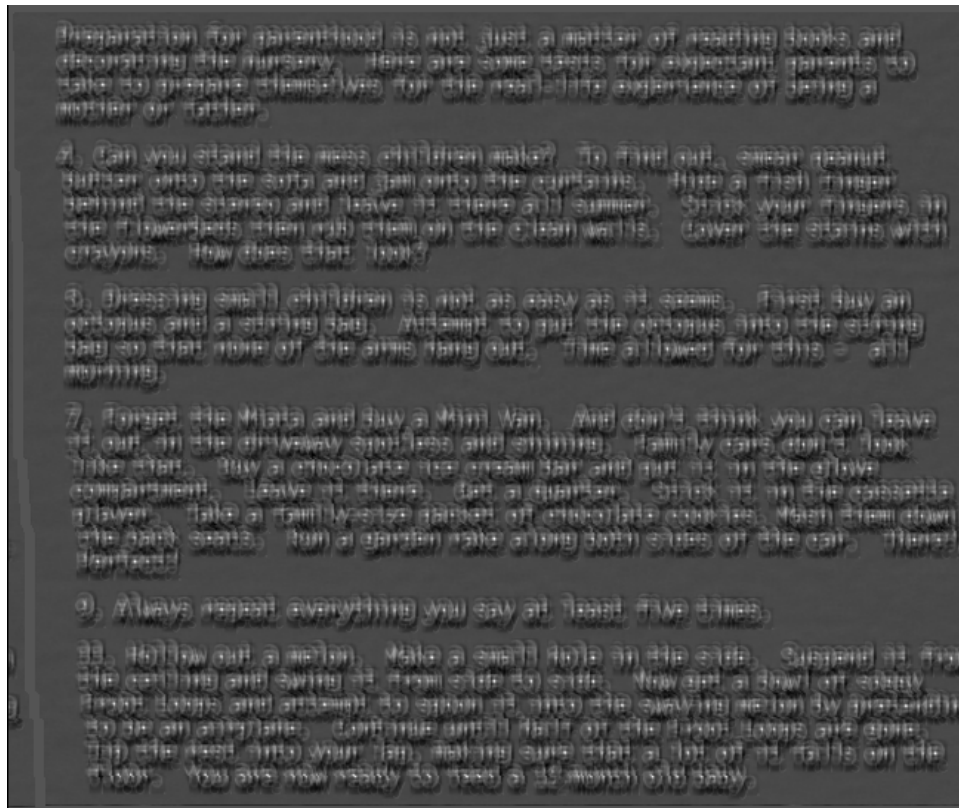 Preparation for parenthood is not just a matter of reading books and
decorating the nursery. Here are some tests for expectant parents to
take to prepare themselves for the real-life experience of being a
mother or father.
4. Can you stand the mess children make? To find out, smear peanut
butter onto the sofa and jam onto the curtains. Hide a fish finger
behind the stereo and leave it there all summer. Stick your fingers in
the flowerbeds then rub them on the clean walls. Cover the stains with
crayons. How does that look?
5. Dressing small children is not as easy as it seems. First buy an
octopus and a string bag. Attempt to put the octopus into the string
bag so that none of the arms hang out. Time allowed for this - all
morning.
7. Forget the Miata and buy a Mini Van. And don't think you can leave
it out in the driveway spotless and shining. Family cars don't look
like that. Buy a chocolate ice cream bar and put it in the glove
compartment. Leave it there. Get a quarter. Stick it in the cassette
player. Take a family-size packet of chocolate cookies. Mash them down
the back seats. Run a garden rake along both sides of the car. There!
Perfect!
9. Always repeat everything you say at least five times.
11. Hollow out a melon. Make a small hole in the side. Suspend it from
the ceiling and swing it from side to side. Now get a bowl of soggy
Froot Loops and attempt to spoon it into the swaying melon by pretending
to be an airplane. Continue until half of the Froot Loops are gone.
Tip the rest into your lap, making sure that a lot of it falls on the
floor. You are now ready to feed a 12-month old baby.